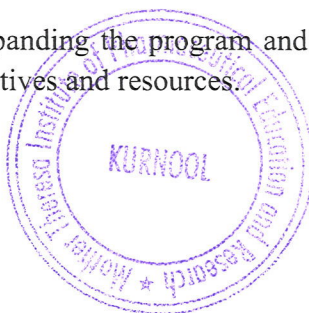 panding the program and
tives and resources.
Mother Theresa Institute of Pharmaceutical Education and Research
KURNOOL